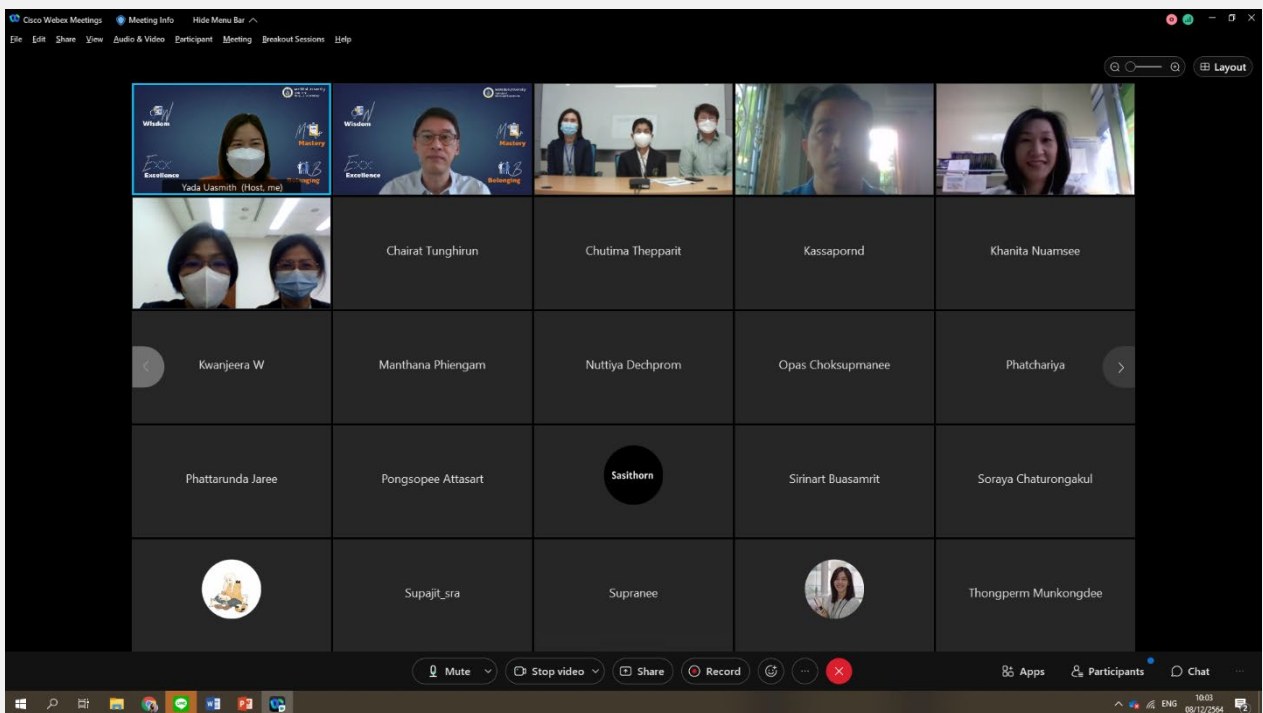 Cisco Webex Meetings Meeting Info Hide Menu Bar
File Edit Share View Audio & Video Participant Meeting Breakout Sessions Help
Layout
Wisdom
Mastery
Excellence
Belonging
Yada Uasmith (Host, me)
Wisdom
Mastery
Excellence
Belonging
Chairat Tunghirun
Chutima Thepparit
Kassapornd
Khanita Nuamsee
Kwanjeera W
Manthana Phiengam
Nuttiya Dechprom
Opas Choksupmanee
Phatchariya
Phattarunda Jaree
Pongsopee Attasart
Sasithorn
Sirinart Buasamrit
Soraya Chaturongakul
Supajit_sra
Supranee
Thongperm Munkongdee
Mute Stop video Share Record Apps Participants Chat
ENG
10:03
08/12/2564